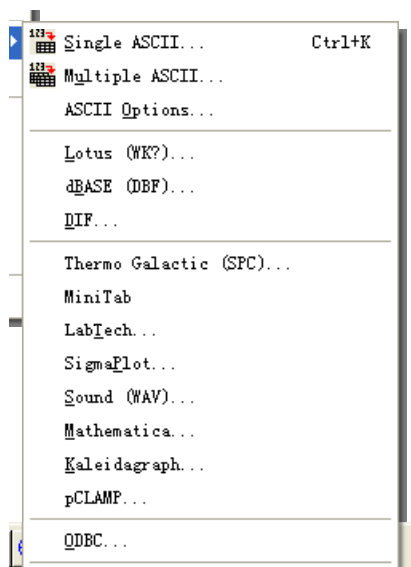 Single ASCII... Ctrl+K
Multiple ASCII...
ASCII Options...
Lotus (WK?)...
dBASE (DBF)...
DIF...
Thermo Galactic (SPC)...
MiniTab
LabTech...
SigmaPlot...
Sound (WAV)...
Mathematica...
Kaleidagraph...
pCLAMP...
ODBC...